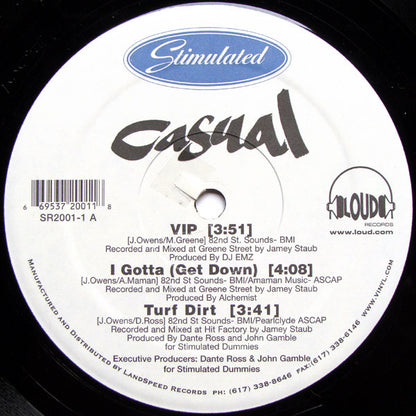 Stimulated
Casual
LOUD
RECORDS
www.loud.com
6 69537 20011 8
SR2001-1 A
VIP [3:51]
[J.Owens/M.Greene] 82nd St. Sounds- BMI
Recorded and Mixed at Greene Street by Jamey Staub
Produced By DJ EMZ
I Gotta (Get Down) [4:08]
[J.Owens/A.Maman] 82nd St Sounds- BMI/Amaman Music- ASCAP
Recorded and Mixed at Greene Street by Jamey Staub
Produced By Alchemist
Turf Dirt [3:41]
[J.Owens/D.Ross] 82nd St Sounds- BMI/Pearlclyde ASCAP
Recorded and Mixed at Hit Factory by Jamey Staub
Produced By Dante Ross and John Gamble
for Stimulated Dummies
Executive Producers: Dante Ross & John Gamble
for Stimulated Dummies
Manufactured and Distributed by Landspeed Records PH: (617) 338-8646 FAX: (617) 338-6146 www.vinyl.com